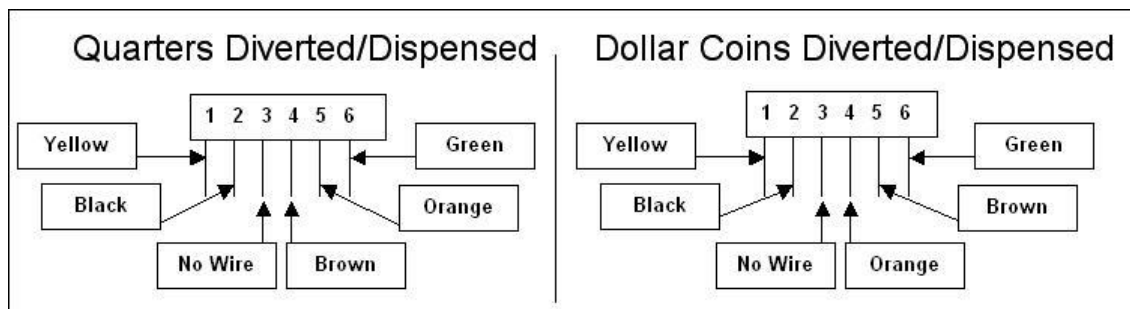 Quarters Diverted/Dispensed
1 2 3 4 5 6
Yellow
Green
Black
Orange
No Wire
Brown
Dollar Coins Diverted/Dispensed
1 2 3 4 5 6
Yellow
Green
Black
Brown
No Wire
Orange